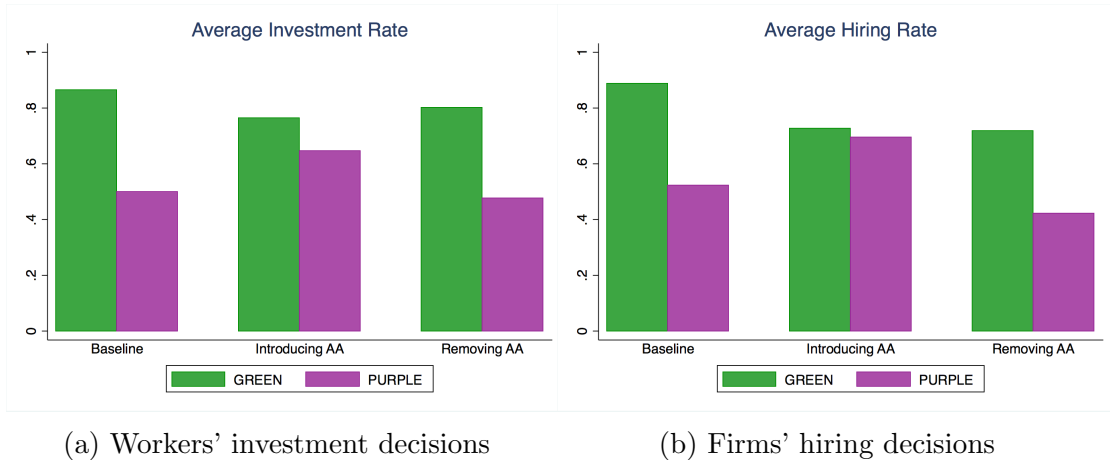 Average Investment Rate
1
.8
.6
.4
.2
0
Baseline
Introducing AA
Removing AA
GREEN
PURPLE
(a) Workers' investment decisions
Average Hiring Rate
1
.8
.6
.4
.2
0
Baseline
Introducing AA
Removing AA
GREEN
PURPLE
(b) Firms' hiring decisions